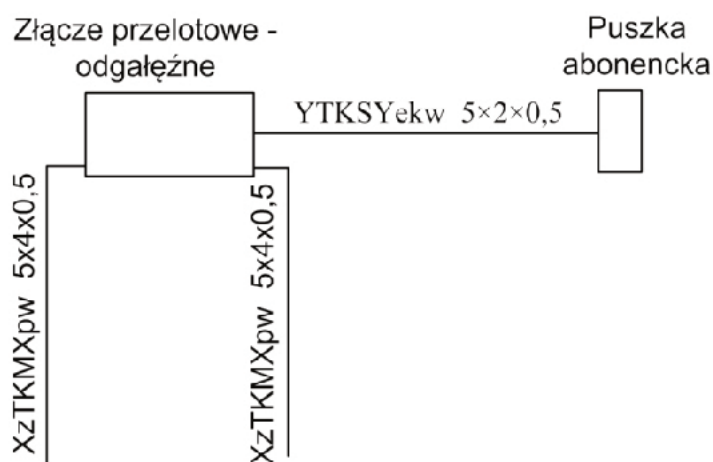 Złącze przelotowe -
odgałęźne
Puszka
abonencka
YTKSYekw 5×2×0,5
XzTKMXpw 5x4x0,5
XzTKMXpw 5x4x0,5